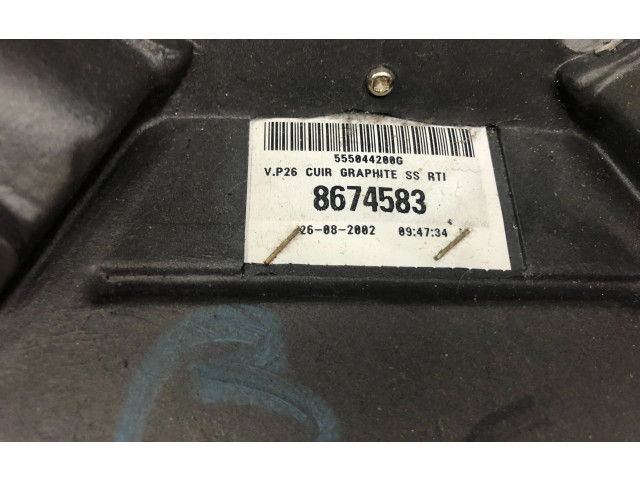 555044200G
V.P26 CUIR GRAPHITE SS RTI
8674583
26-08-2002 09:47:34